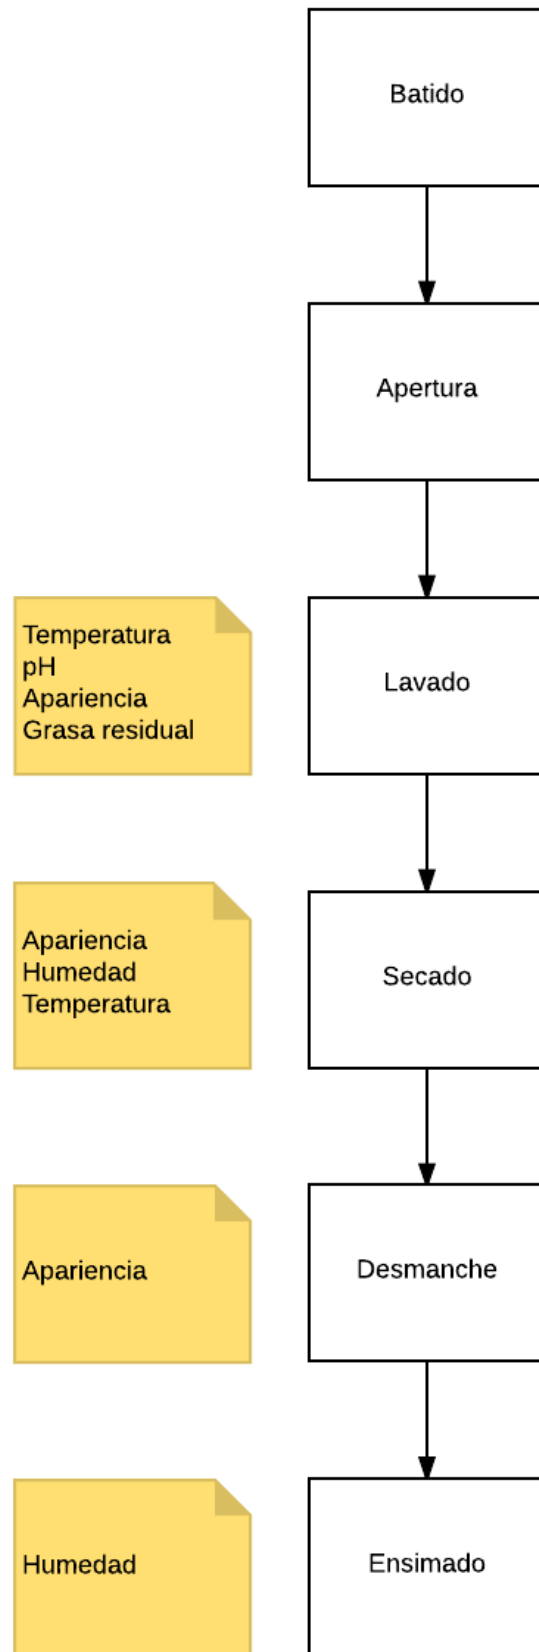 Batido
Apertura
Temperatura
pH
Apariencia
Grasa residual
Lavado
Apariencia
Humedad
Temperatura
Secado
Apariencia
Desmanche
Humedad
Ensimado